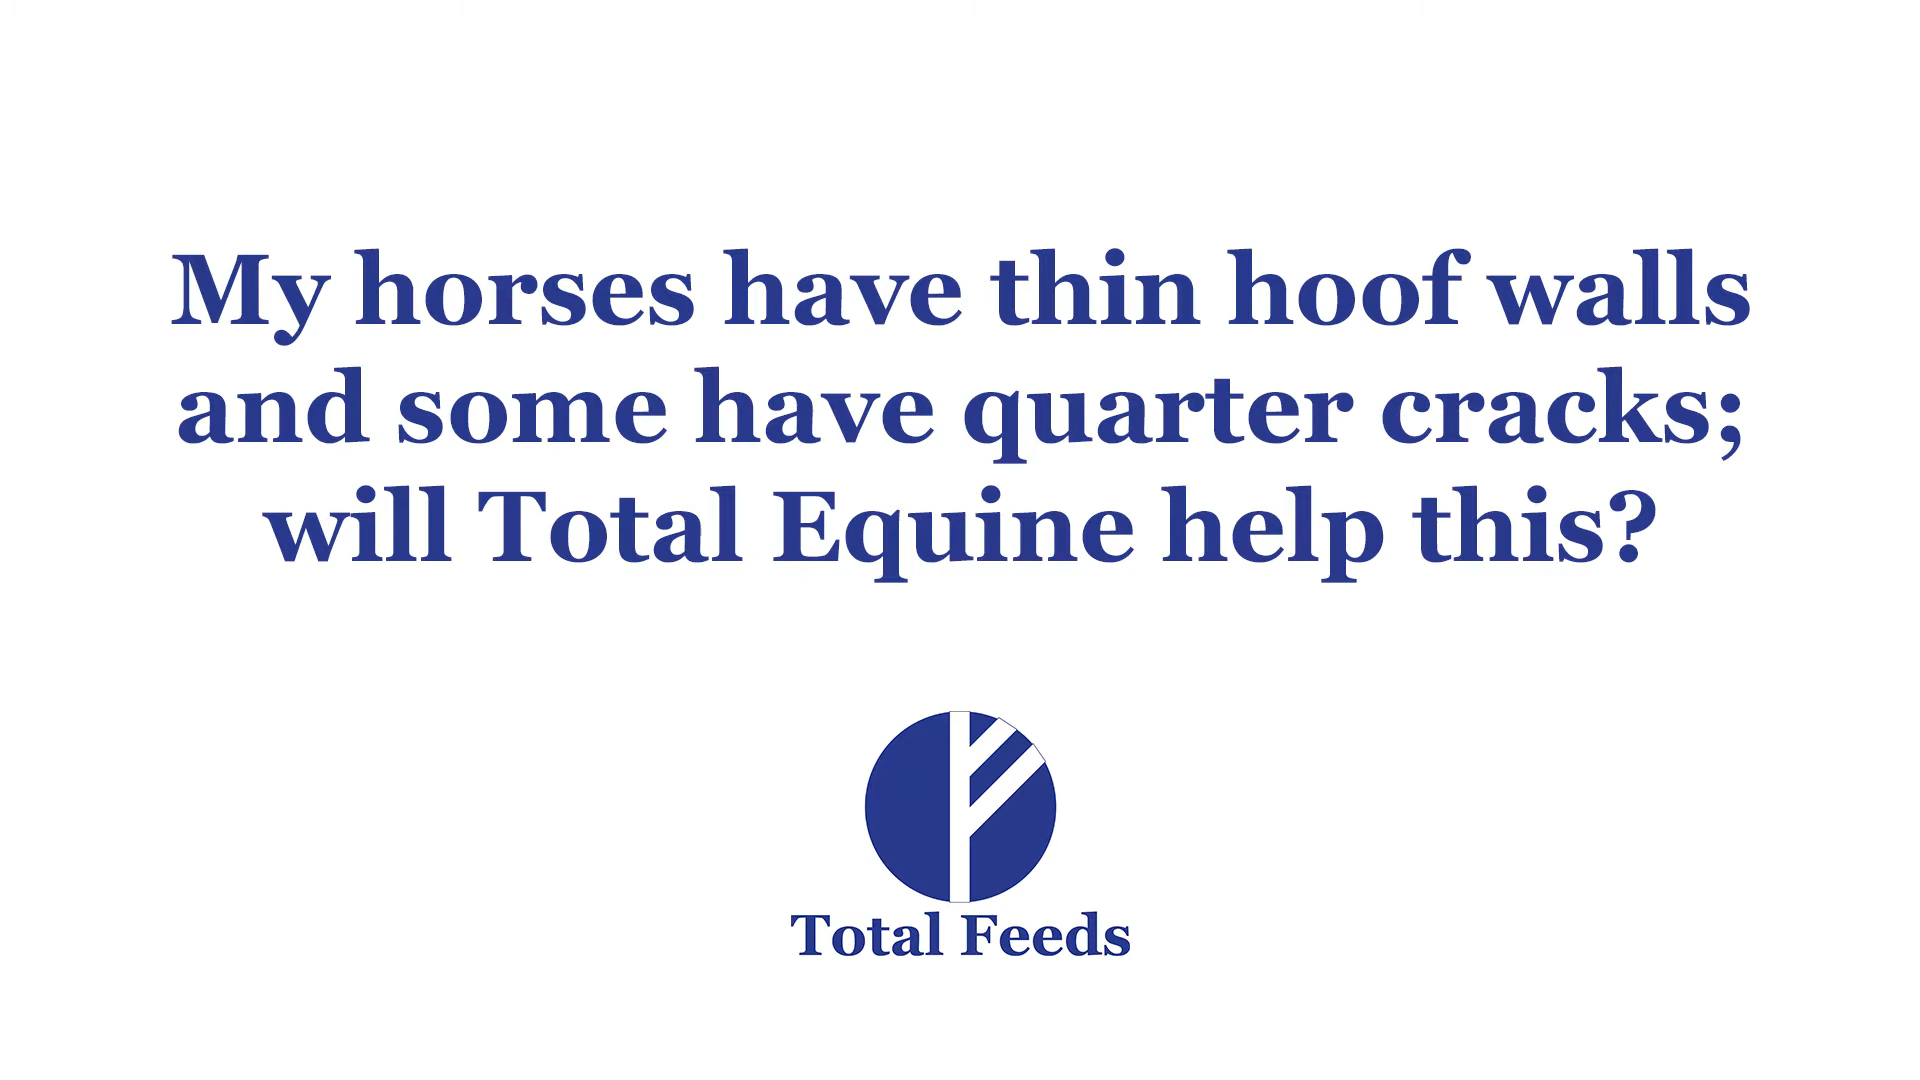 My horses have thin hoof walls
and some have quarter cracks;
will Total Equine help this?
Total Feeds